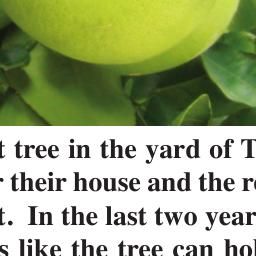 t tree in the yard of T
r their house and the r
t. In the last two year
s like the tree can hol